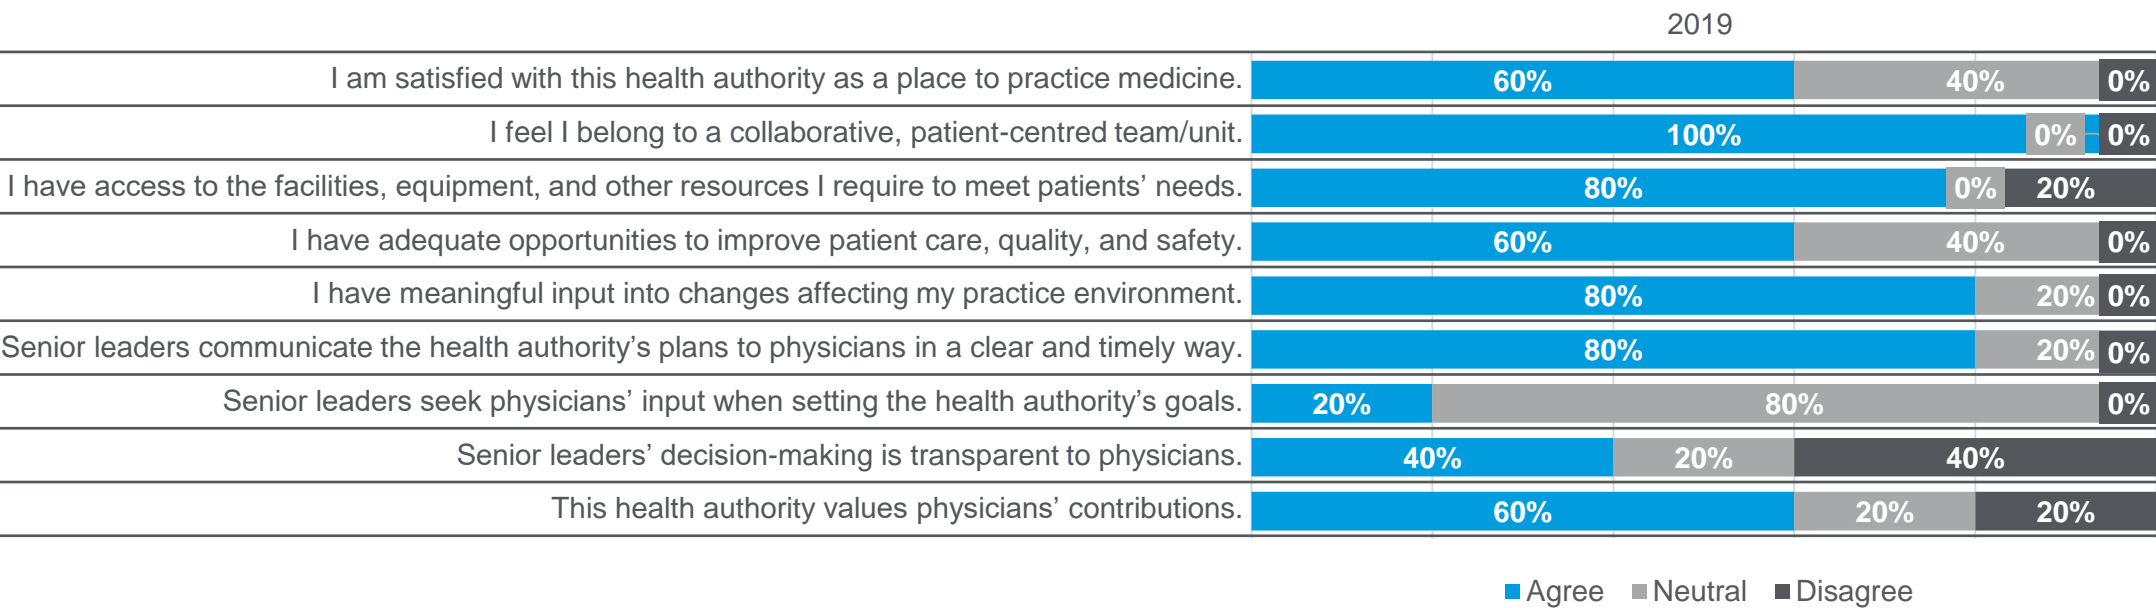 2019
I am satisfied with this health authority as a place to practice medicine. 60% 40% 0%
I feel I belong to a collaborative, patient-centred team/unit. 100% 0% 0%
I have access to the facilities, equipment, and other resources I require to meet patients’ needs. 80% 0% 20%
I have adequate opportunities to improve patient care, quality, and safety. 60% 40% 0%
I have meaningful input into changes affecting my practice environment. 80% 20% 0%
Senior leaders communicate the health authority’s plans to physicians in a clear and timely way. 80% 20% 0%
Senior leaders seek physicians’ input when setting the health authority’s goals. 20% 80% 0%
Senior leaders’ decision-making is transparent to physicians. 40% 20% 40%
This health authority values physicians’ contributions. 60% 20% 20%
Agree Neutral Disagree